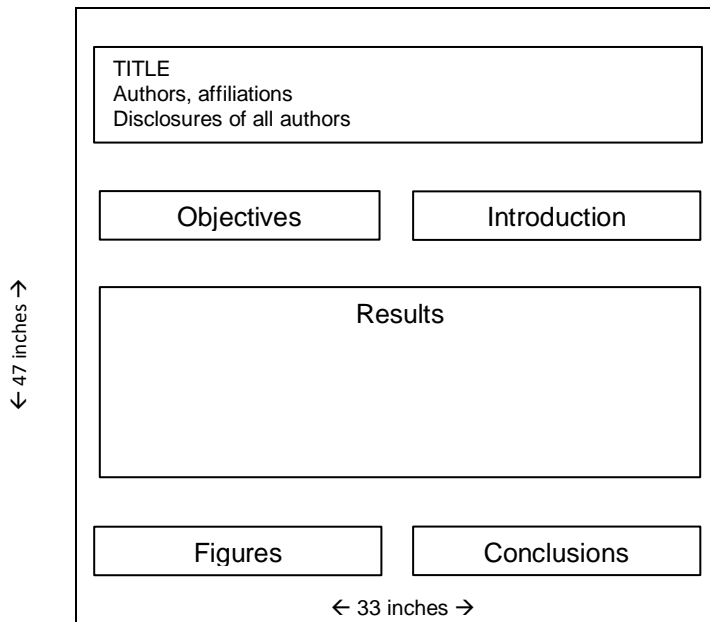 TITLE
Authors, affiliations
Disclosures of all authors
Objectives
Introduction
← 47 inches →
Results
Figures
Conclusions
← 33 inches →